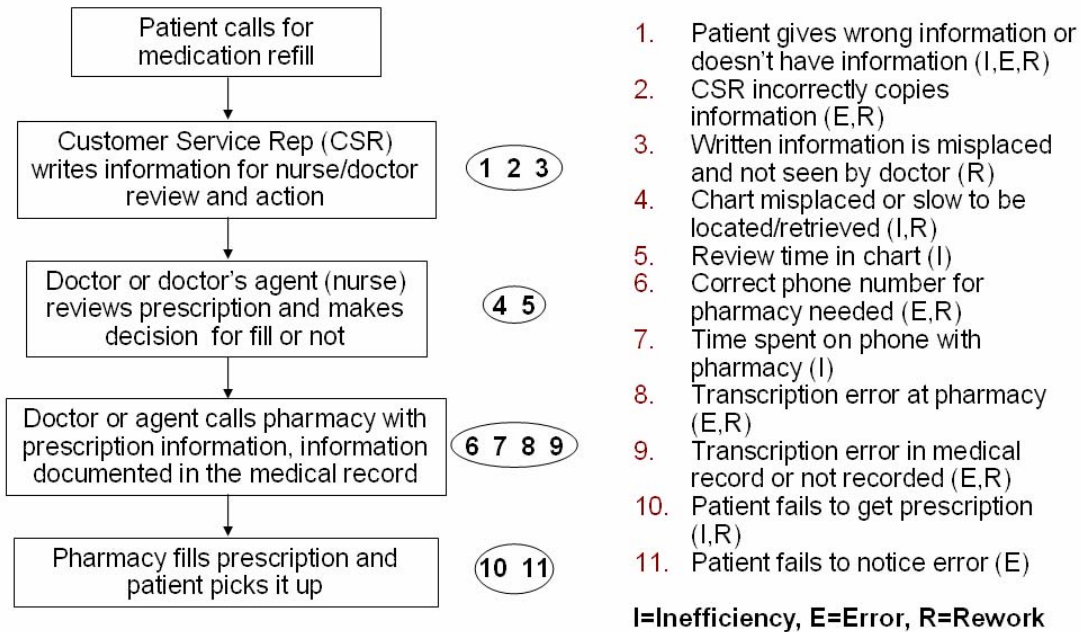 Patient calls for
medication refill
Customer Service Rep (CSR)
writes information for nurse/doctor
review and action
1 2 3
Doctor or doctor's agent (nurse)
reviews prescription and makes
decision for fill or not
4 5
Doctor or agent calls pharmacy with
prescription information, information
documented in the medical record
6 7 8 9
Pharmacy fills prescription and
patient picks it up
10 11
1. Patient gives wrong information or
doesn't have information (I,E,R)
2. CSR incorrectly copies
information (E,R)
3. Written information is misplaced
and not seen by doctor (R)
4. Chart misplaced or slow to be
located/retrieved (I,R)
5. Review time in chart (I)
6. Correct phone number for
pharmacy needed (E,R)
7. Time spent on phone with
pharmacy (I)
8. Transcription error at pharmacy
(E,R)
9. Transcription error in medical
record or not recorded (E,R)
10. Patient fails to get prescription
(I,R)
11. Patient fails to notice error (E)
I=Inefficiency, E=Error, R=Rework